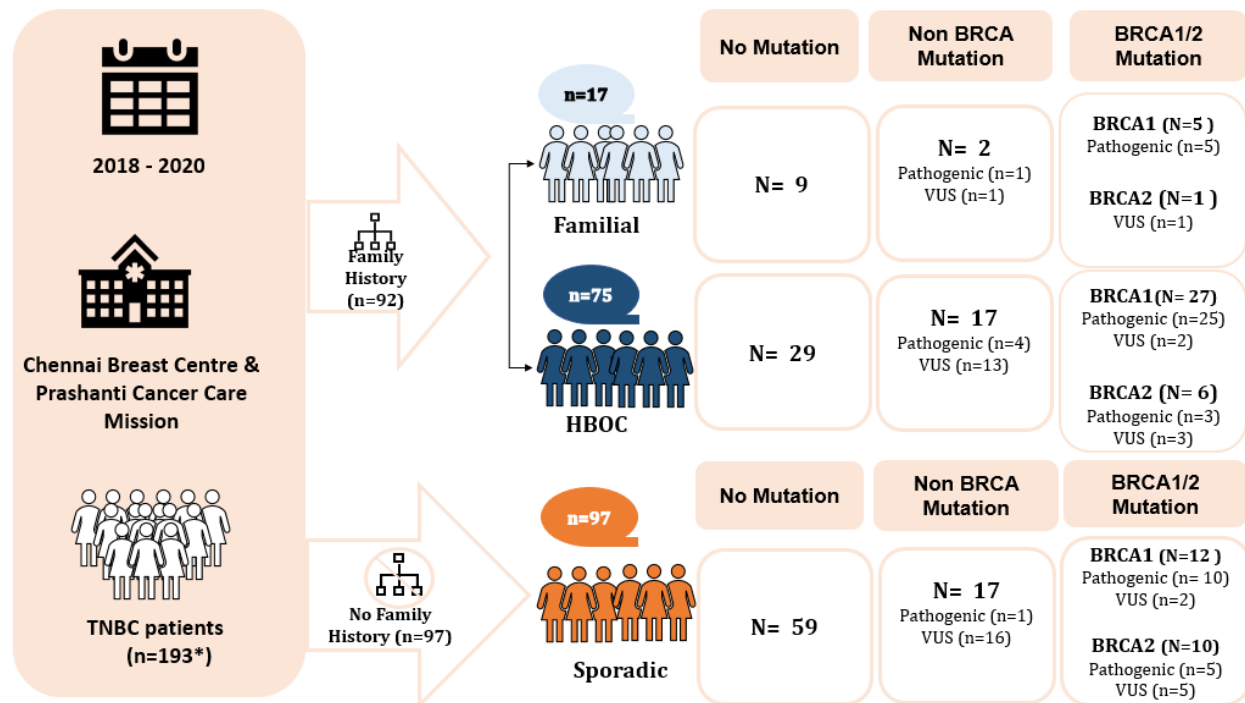 2018 - 2020
Chennai Breast Centre &
Prashanti Cancer Care
Mission
TNBC patients
(n=193*)
Family
History
(n=92)
No Family
History (n=97)
n=17
Familial
n=75
HBOC
No Mutation
Non BRCA
Mutation
BRCA1/2
Mutation
N= 9
N= 2
Pathogenic (n=1)
VUS (n=1)
BRCA1 (N=5 )
Pathogenic (n=5)
BRCA2 (N=1 )
VUS (n=1)
N= 29
N= 17
Pathogenic (n=4)
VUS (n=13)
BRCA1(N= 27)
Pathogenic (n=25)
VUS (n=2)
BRCA2 (N= 6)
Pathogenic (n=3)
VUS (n=3)
n=97
Sporadic
No Mutation
Non BRCA
Mutation
BRCA1/2
Mutation
N= 59
N= 17
Pathogenic (n=1)
VUS (n=16)
BRCA1 (N=12 )
Pathogenic (n= 10)
VUS (n=2)
BRCA2 (N=10)
Pathogenic (n=5)
VUS (n=5)